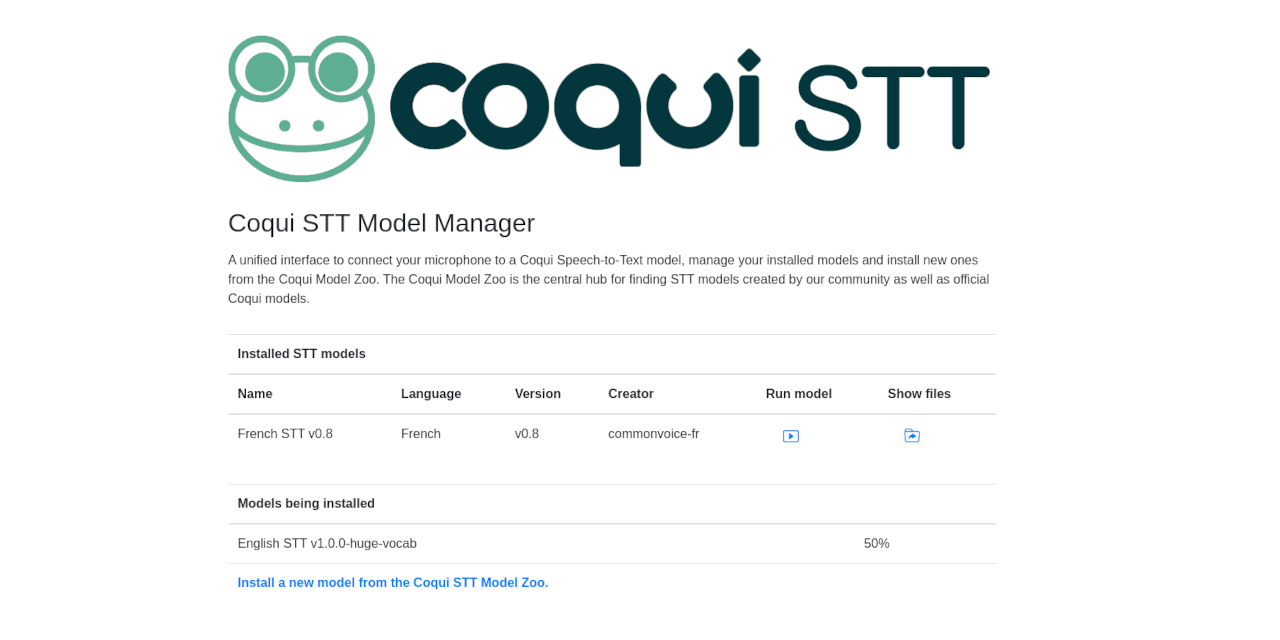 coqui STT
Coqui STT Model Manager
A unified interface to connect your microphone to a Coqui Speech-to-Text model, manage your installed models and install new ones
from the Coqui Model Zoo. The Coqui Model Zoo is the central hub for finding STT models created by our community as well as official
Coqui models.
Installed STT models
Name Language Version Creator Run model Show files
French STT v0.8 French v0.8 commonvoice-fr
Models being installed
English STT v1.0.0-huge-vocab 50%
Install a new model from the Coqui STT Model Zoo.